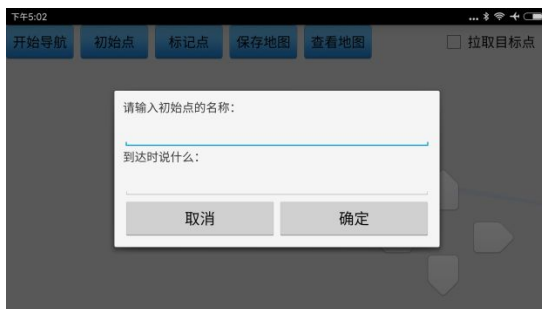 下午5:02
...
开始导航 初始点 标记点 保存地图 查看地图 拉取目标点
请输入初始点的名称:
到达时说什么:
取消 确定